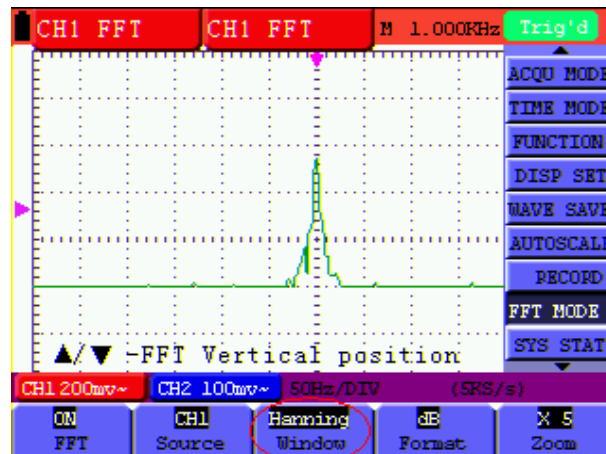 CH1 FFT CH1 FFT M 1.000KHz Trig'd
ACQU MODE
TIME MODE
FUNCTION
DISP SET
WAVE SAVE
AUTOSCALE
RECORD
FFT MODE
SYS STAT
▲/▼ -FFT Vertical position
CH1 200mv~ CH2 100mv~ 50Hz/DIV (5KS/s)
ON CH1 Hanning dB X 5
FFT Source Window Format Zoom